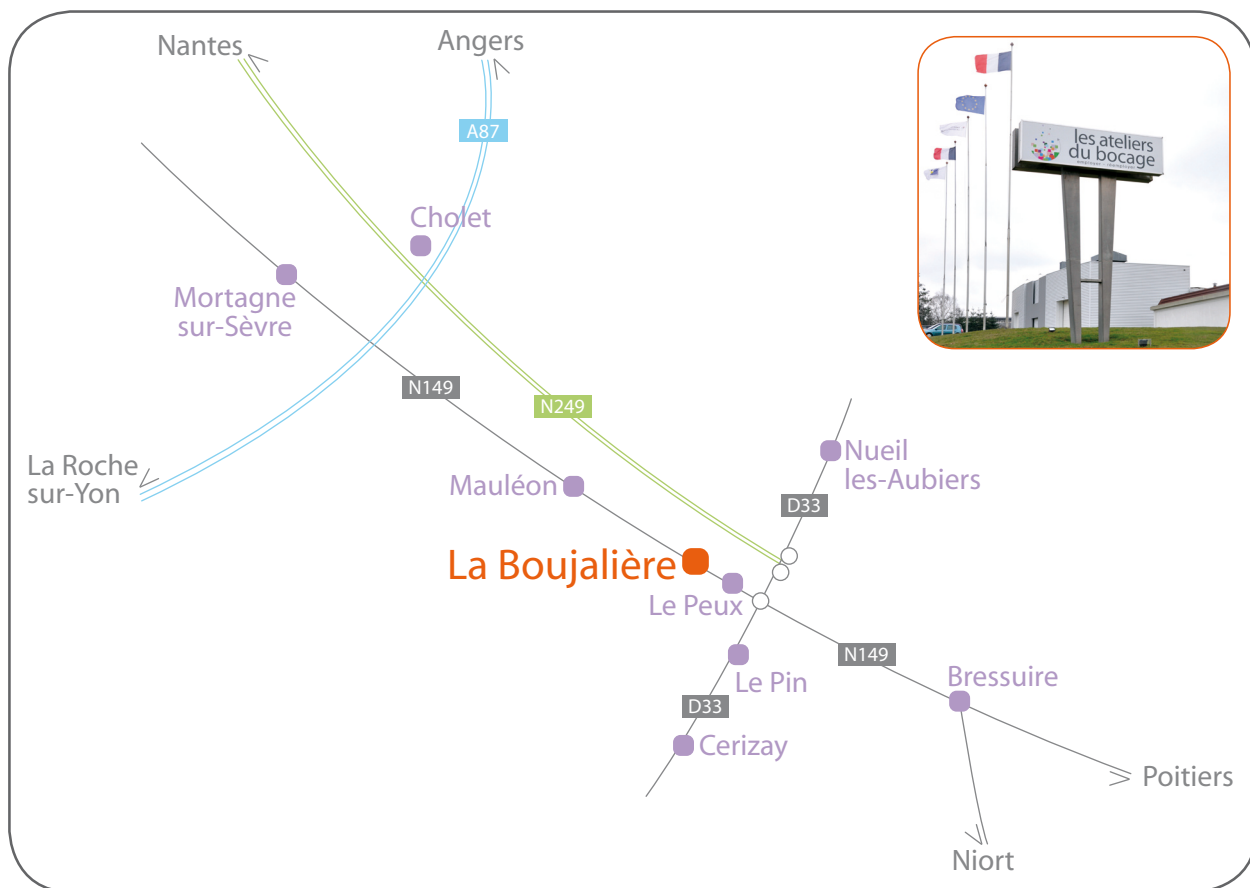 Nantes
Angers
A87
les ateliers
du bocage
Cholet
Mortagne
sur-Sèvre
N149
N249
La Roche
sur-Yon
Nueil
les-Aubiers
Mauléon
D33
La Boujalière
Le Peux
N149
Le Pin
Bressuire
D33
Cerizay
Poitiers
Niort